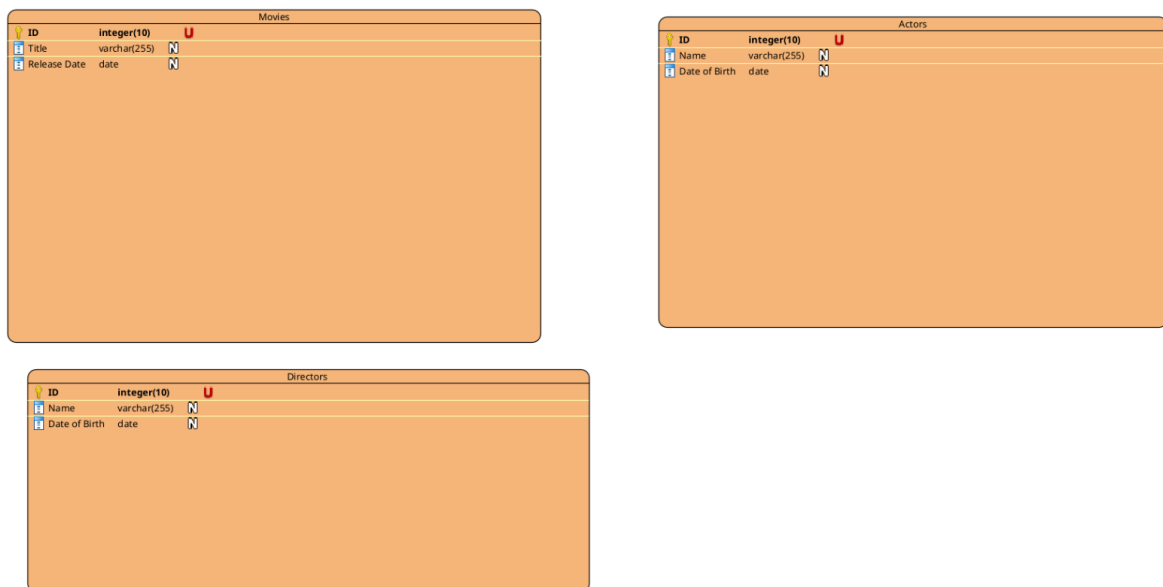 Movies
ID integer(10) U
Title varchar(255) N
Release Date date N
Actors
ID integer(10) U
Name varchar(255) N
Date of Birth date N
Directors
ID integer(10) U
Name varchar(255) N
Date of Birth date N